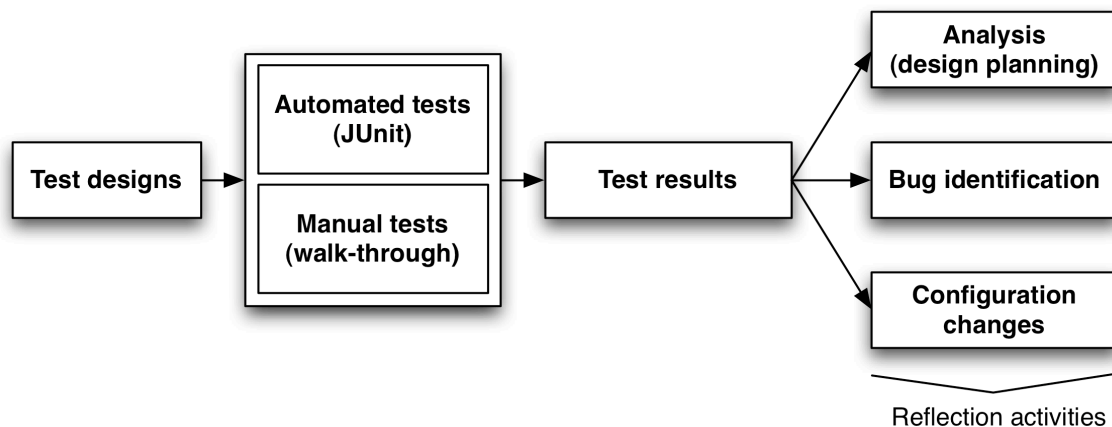 Test designs
Automated tests
(JUnit)
Manual tests
(walk-through)
Test results
Analysis
(design planning)
Bug identification
Configuration
changes
Reflection activities